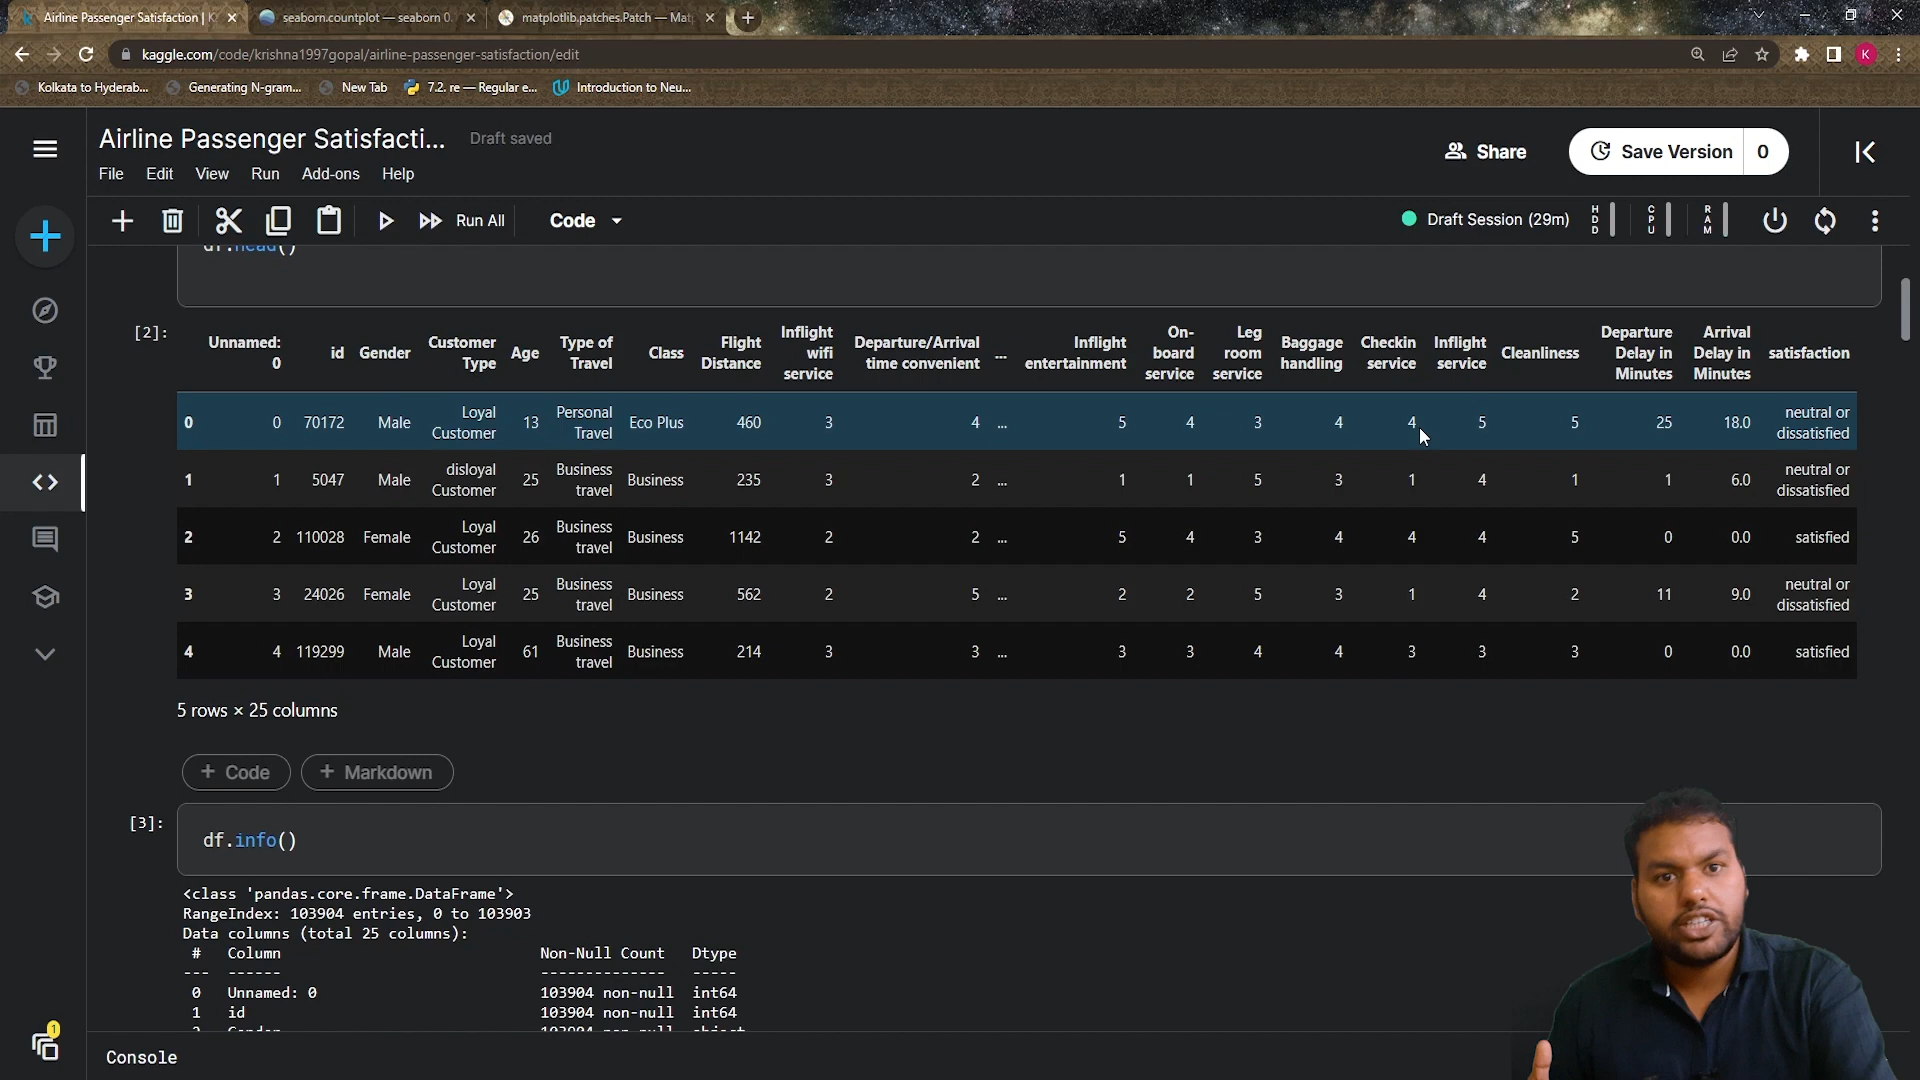 Airline Passenger Satisfaction | K
seaborn.countplot — seaborn 0.
matplotlib.patches.Patch — Mat
kaggle.com/code/krishna1997gopal/airline-passenger-satisfaction/edit
K
Kolkata to Hyderab...
Generating N-gram...
New Tab
7.2. re — Regular e...
Introduction to Neu...
Airline Passenger Satisfacti...
Draft saved
File Edit View Run Add-ons Help
Share
Save Version 0
Run All
Code
Draft Session (29m)
HDD
CPU
RAM
df.head()
[2]:
Unnamed: 0 id Gender Customer Type Age Type of Travel Class Flight Distance Inflight wifi service Departure/Arrival time convenient ... Inflight entertainment On-board service Leg room service Baggage handling Checkin service Inflight service Cleanliness Departure Delay in Minutes Arrival Delay in Minutes satisfaction
0 0 70172 Male Loyal Customer 13 Personal Travel Eco Plus 460 3 4 ... 5 4 3 4 4 5 5 25 18.0 neutral or dissatisfied
1 1 5047 Male disloyal Customer 25 Business travel Business 235 3 2 ... 1 1 5 3 1 4 1 1 6.0 neutral or dissatisfied
2 2 110028 Female Loyal Customer 26 Business travel Business 1142 2 2 ... 5 4 3 4 4 4 5 0 0.0 satisfied
3 3 24026 Female Loyal Customer 25 Business travel Business 562 2 5 ... 2 2 5 3 1 4 2 11 9.0 neutral or dissatisfied
4 4 119299 Male Loyal Customer 61 Business travel Business 214 3 3 ... 3 3 4 4 3 3 3 0 0.0 satisfied
5 rows × 25 columns
+ Code
+ Markdown
[3]:
df.info()
<class 'pandas.core.frame.DataFrame'>
RangeIndex: 103904 entries, 0 to 103903
Data columns (total 25 columns):
# Column Non-Null Count Dtype
--- ------ -------------- -----
0 Unnamed: 0 103904 non-null int64
1 id 103904 non-null int64
1
Console